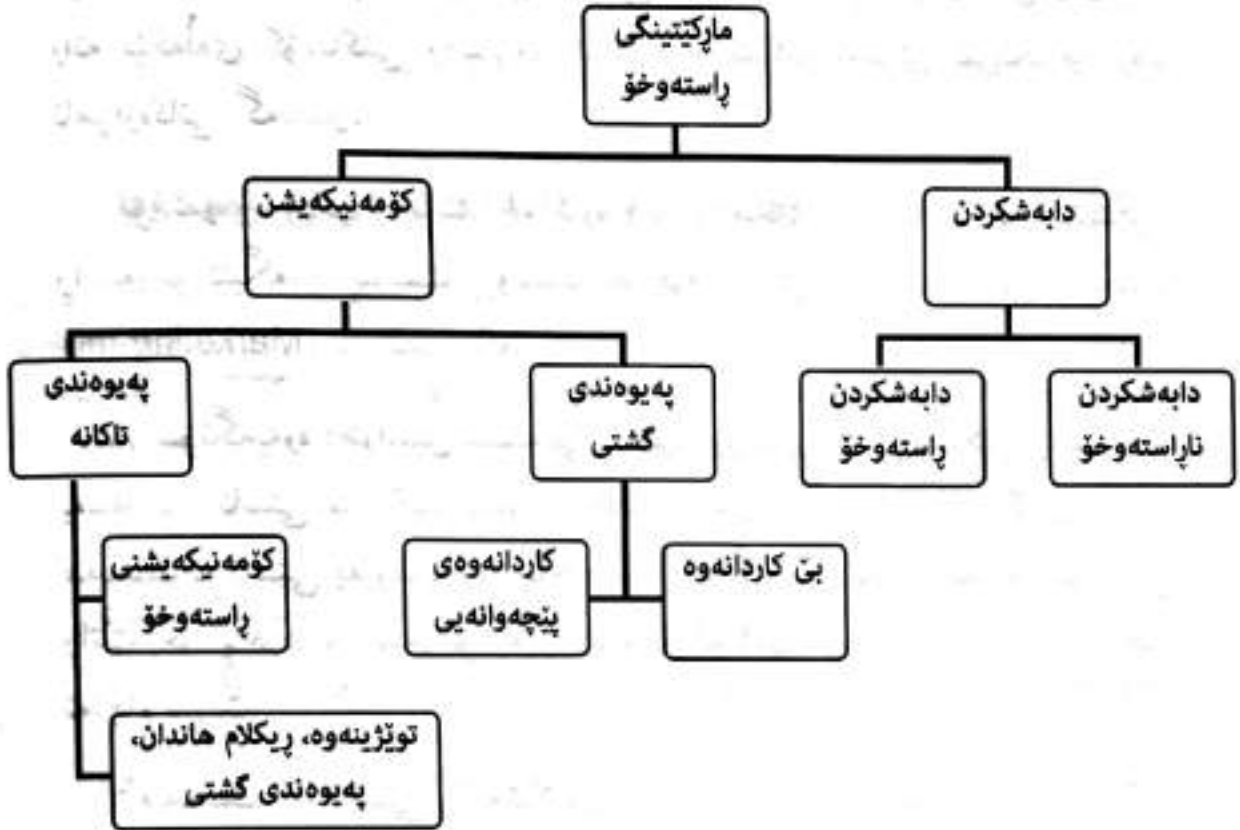 مارکێتینگی
ڕاستەوخۆ
دابەشکردن
کۆمەنیکەیشن
دابەشکردن
ناڕاستەوخۆ
دابەشکردن
ڕاستەوخۆ
پەیوەندی
گشتی
پەیوەندی
تاکانە
بێ کاردانەوە
کاردانەوەی
پێچەوانەیی
کۆمەنیکەیشنی
ڕاستەوخۆ
توێژینەوە، ڕیکلام هاندان،
پەیوەندی گشتی